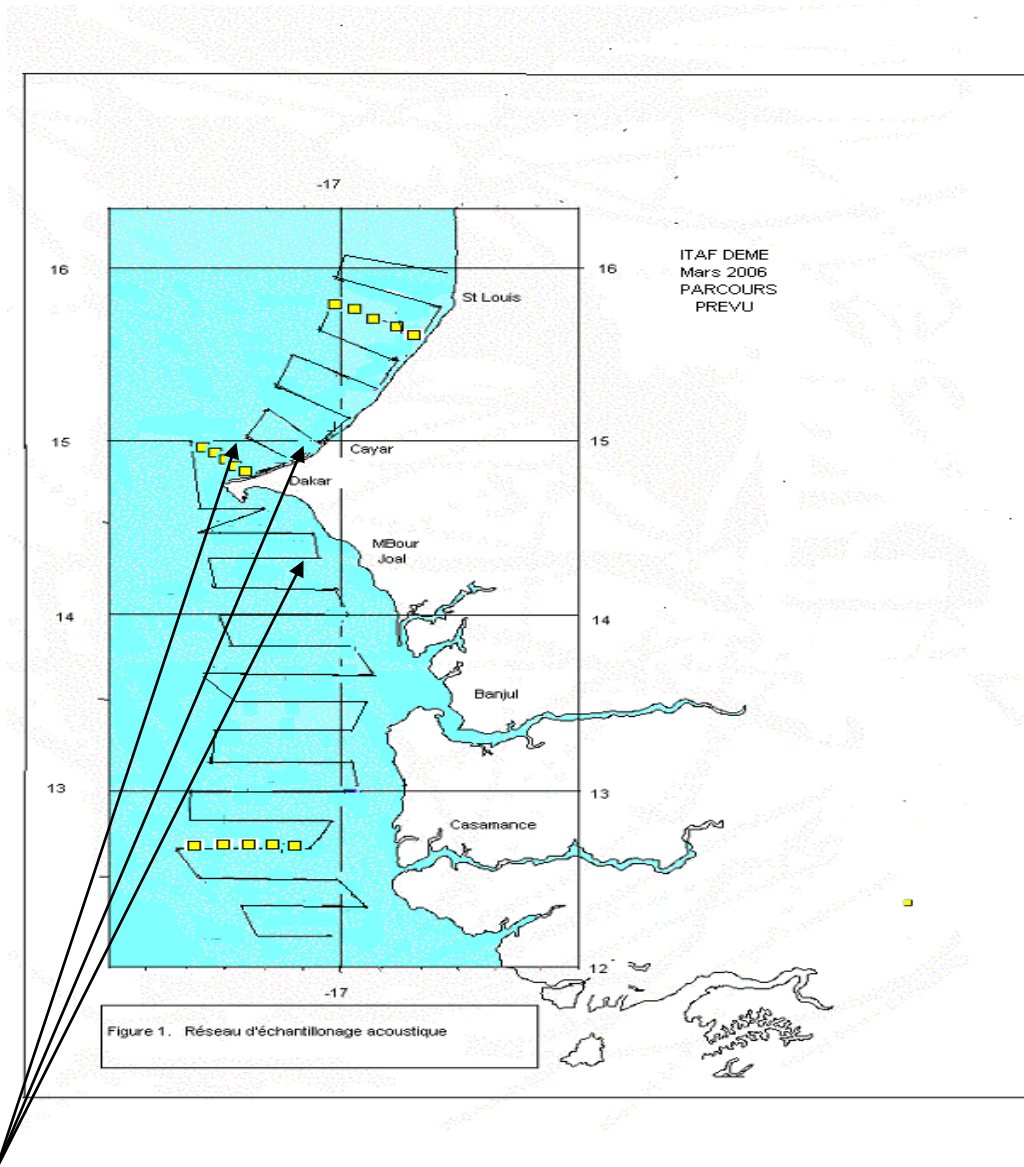 -17
16
16
ITAF DEME
Mars 2006
PARCOURS
PREVU
St Louis
15
15
Cayar
Dakar
MBour
Joal
14
14
Banjul
13
13
Casamance
12
-17
Figure 1. Réseau d'échantillonage acoustique